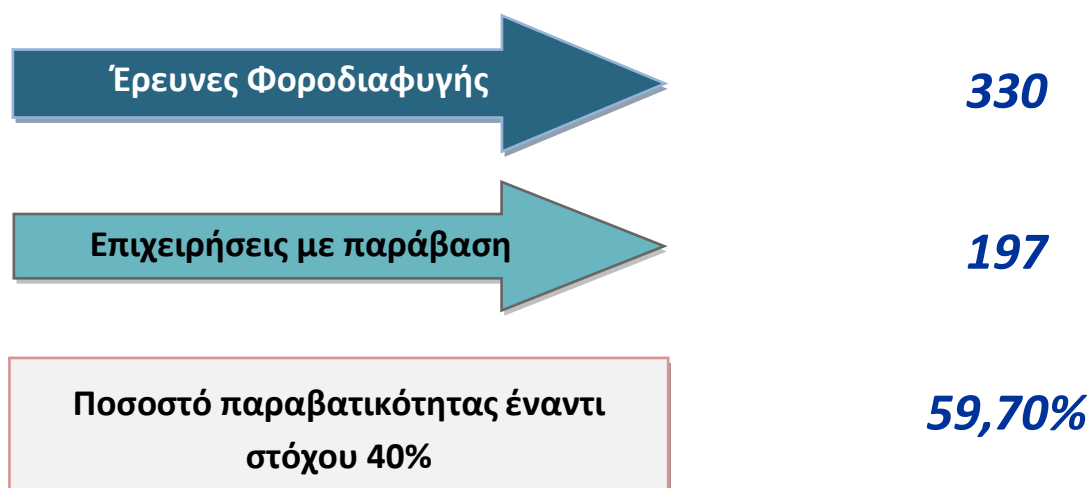 Έρευνες Φοροδιαφυγής
330
Επιχειρήσεις με παράβαση
197
Ποσοστό παραβατικότητας έναντι
στόχου 40%
59,70%